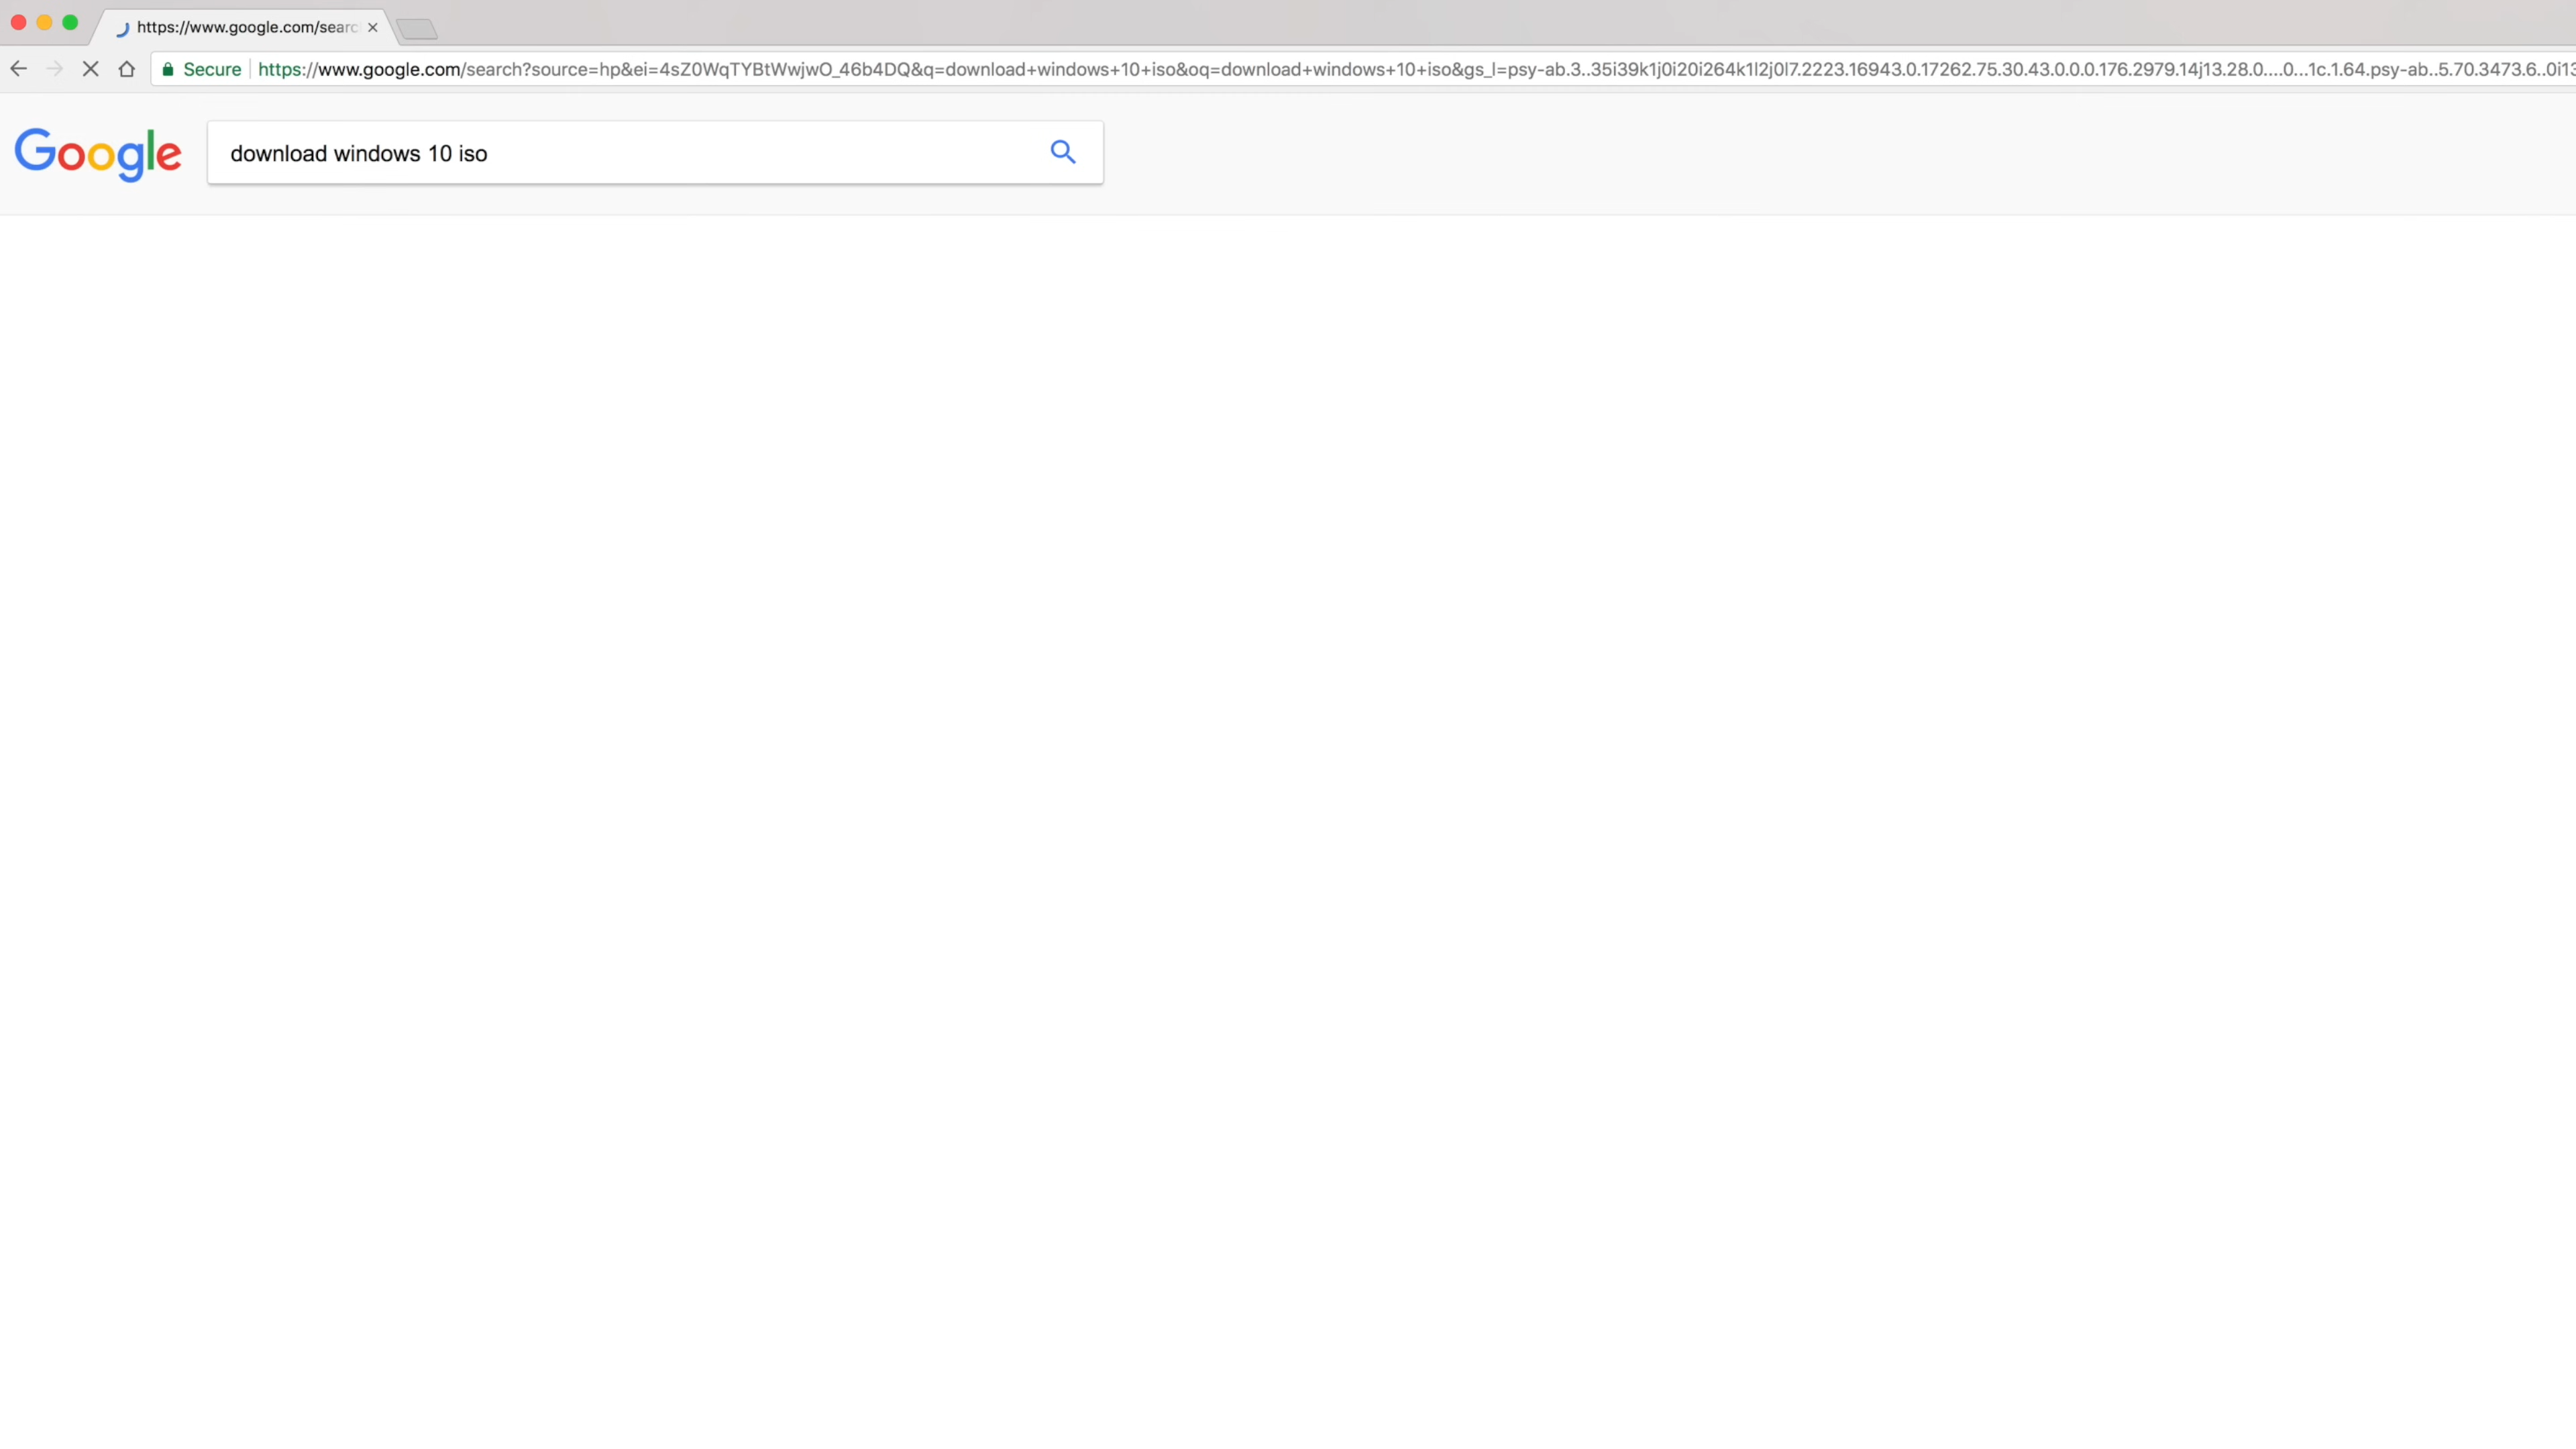 https://www.google.com/searc
Secure https://www.google.com/search?source=hp&ei=4sZ0WqTYBtWwjwO_46b4DQ&q=download+windows+10+iso&oq=download+windows+10+iso&gs_l=psy-ab.3..35i39k1j0i20i264k1l2j0l7.2223.16943.0.17262.75.30.43.0.0.0.176.2979.14j13.28.0....0...1c.1.64.psy-ab..5.70.3473.6..0i13
Google download windows 10 iso